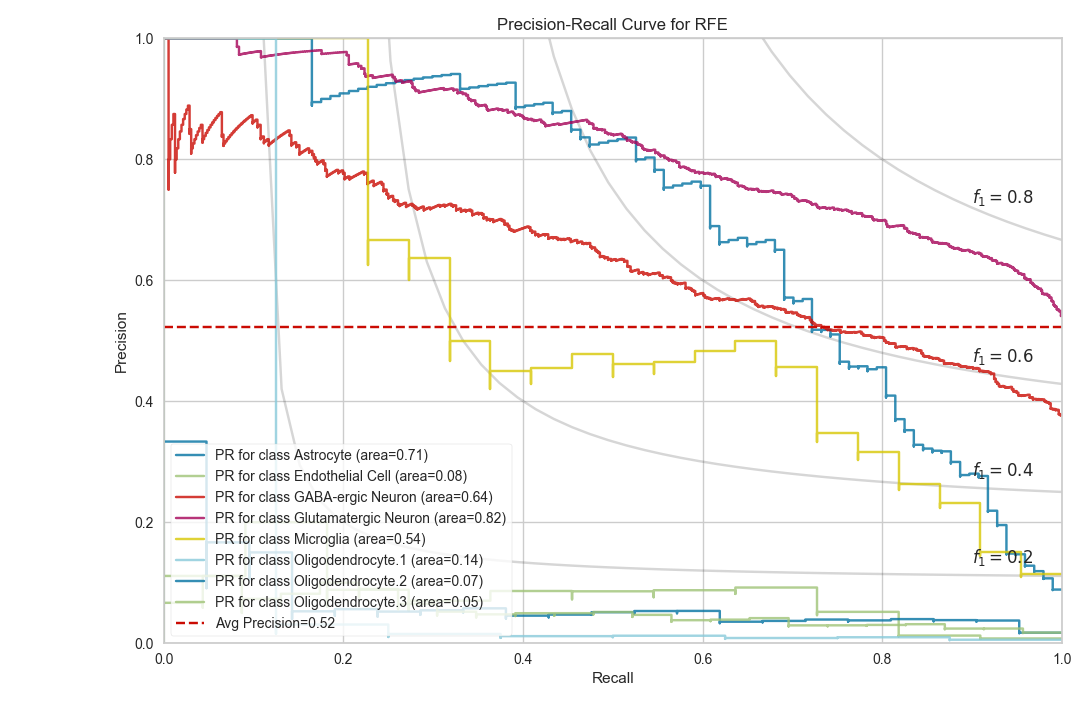 Precision-Recall Curve for RFE
Precision
1.0
0.8
0.6
0.4
0.2
0.0
f1 = 0.8
f1 = 0.6
f1 = 0.4
f1 = 0.2
PR for class Astrocyte (area=0.71)
PR for class Endothelial Cell (area=0.08)
PR for class GABA-ergic Neuron (area=0.64)
PR for class Glutamatergic Neuron (area=0.82)
PR for class Microglia (area=0.54)
PR for class Oligodendrocyte.1 (area=0.14)
PR for class Oligodendrocyte.2 (area=0.07)
PR for class Oligodendrocyte.3 (area=0.05)
Avg Precision=0.52
0.0 0.2 0.4 0.6 0.8 1.0
Recall